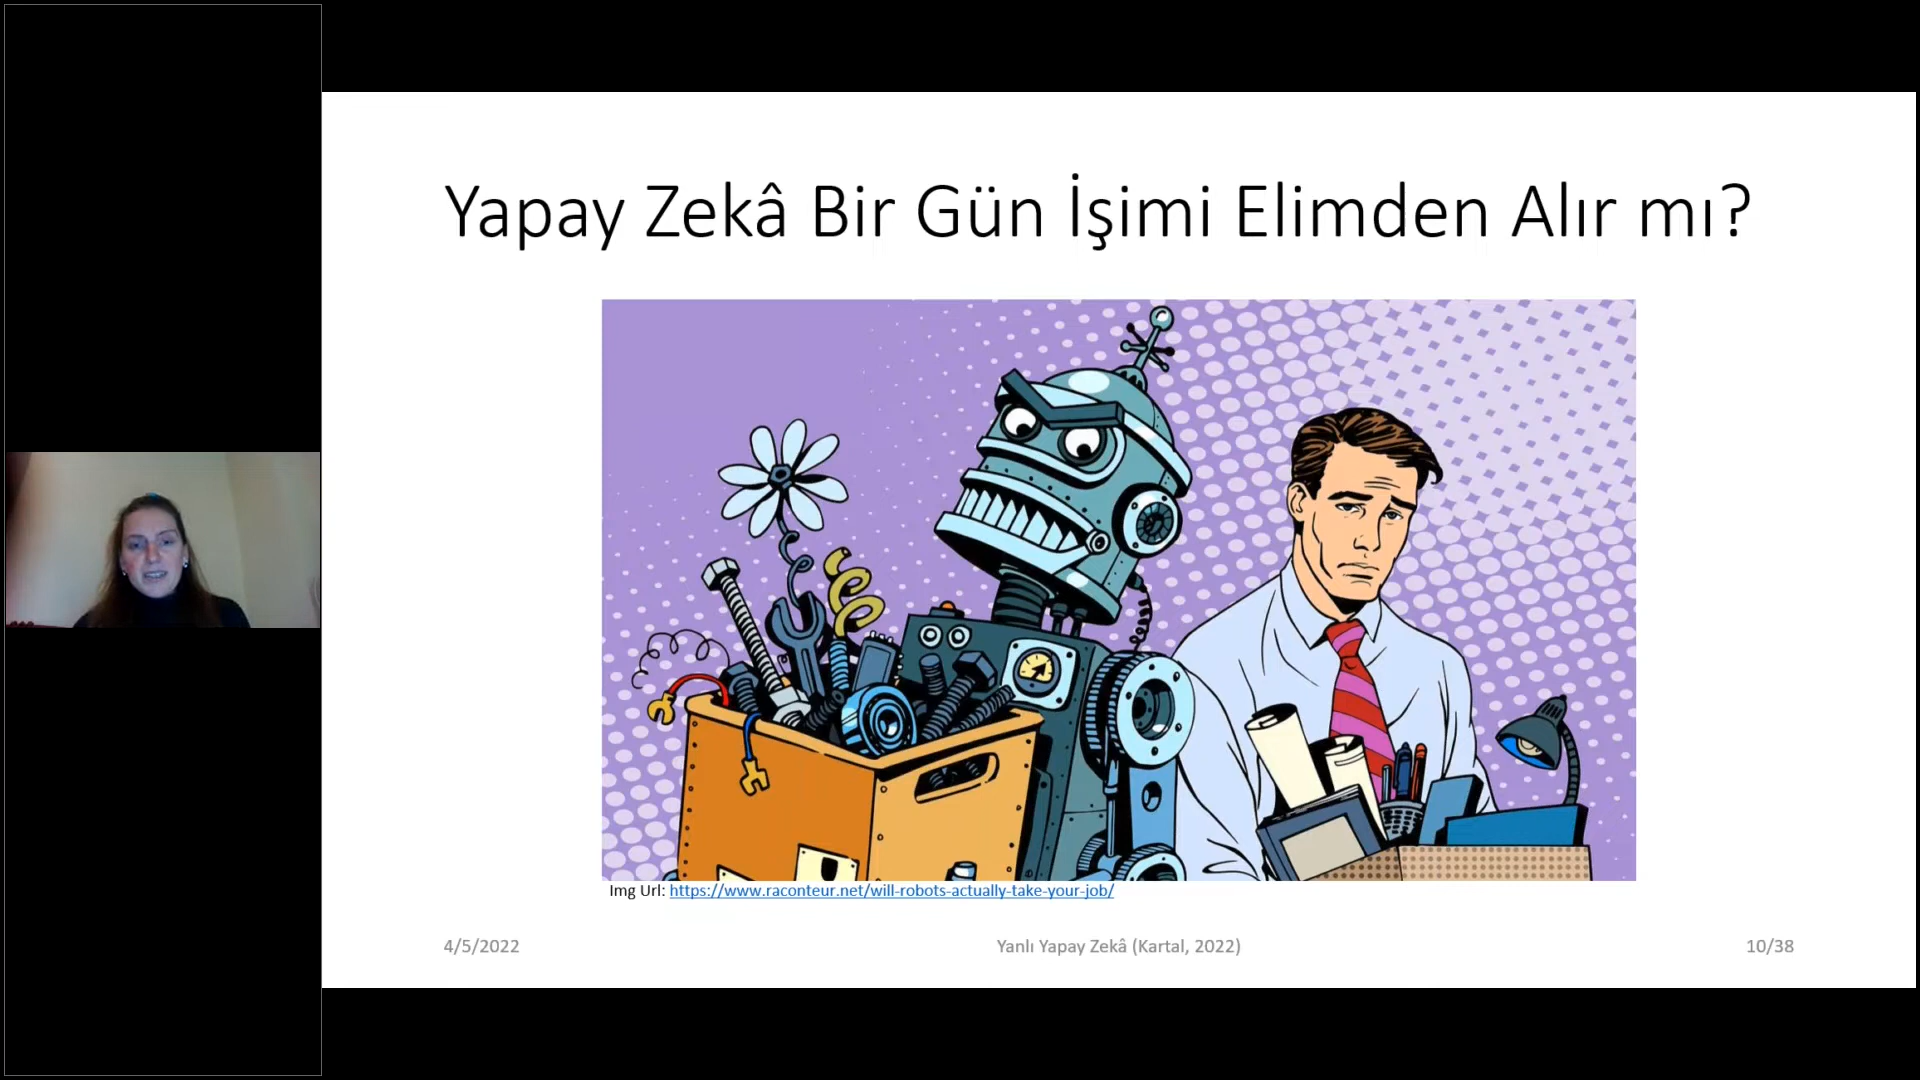 Yapay Zekâ Bir Gün İşimi Elimden Alır mı?
Img Url: https://www.raconteur.net/will-robots-actually-take-your-job/
4/5/2022
Yanlı Yapay Zekâ (Kartal, 2022)
10/38